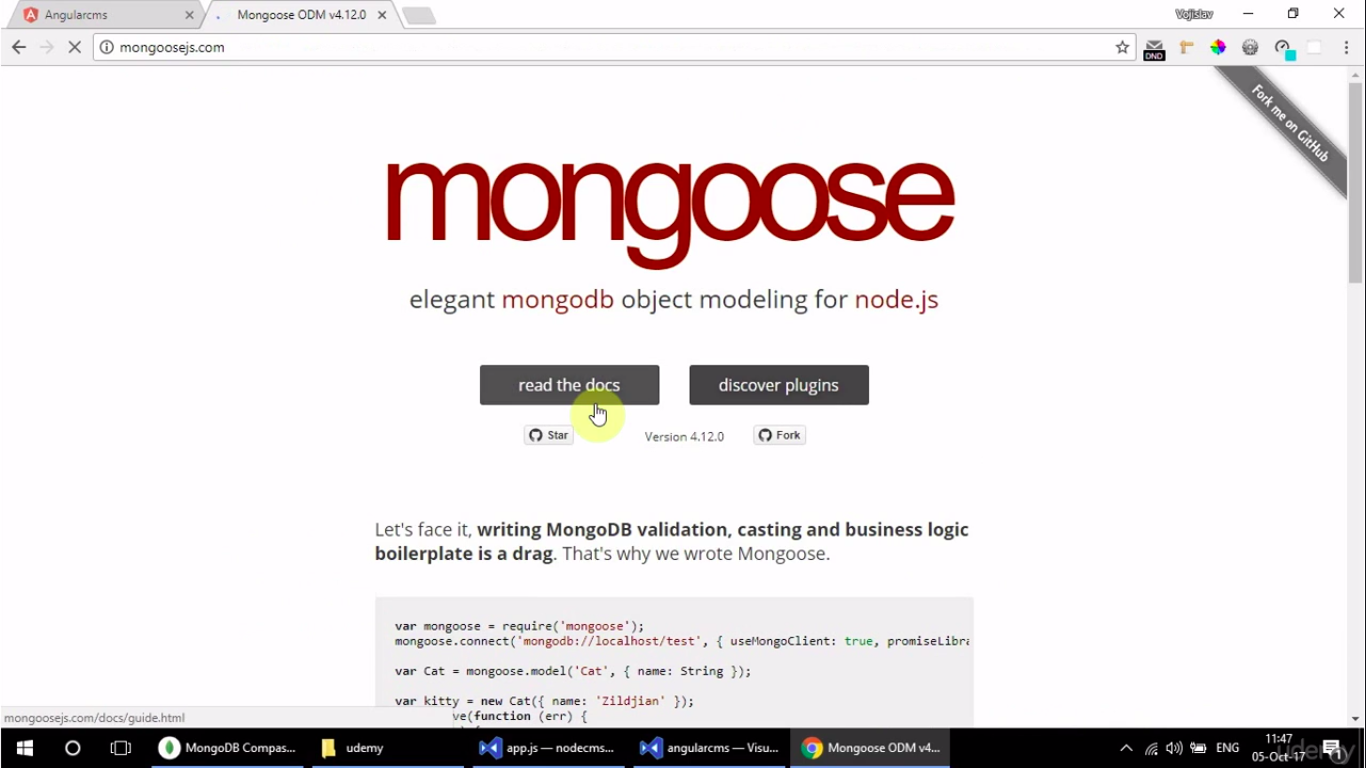 Angularcms
Mongoose ODM v4.12.0
Vojislav
mongoosejs.com
DND
Fork me on GitHub
mongoose
elegant mongodb object modeling for node.js
read the docs
discover plugins
Star
Version 4.12.0
Fork
Let's face it, writing MongoDB validation, casting and business logic
boilerplate is a drag. That's why we wrote Mongoose.
var mongoose = require('mongoose');
mongoose.connect('mongodb://localhost/test', { useMongoClient: true, promiseLibra
var Cat = mongoose.model('Cat', { name: String });
var kitty = new Cat({ name: 'Zildjian' });
ve(function (err) {
mongoosejs.com/docs/guide.html
MongoDB Compas...
udemy
app.js — nodecms...
angularcms — Visu...
Mongoose ODM v4...
ENG
11:47
05-Oct-17
1
udemy